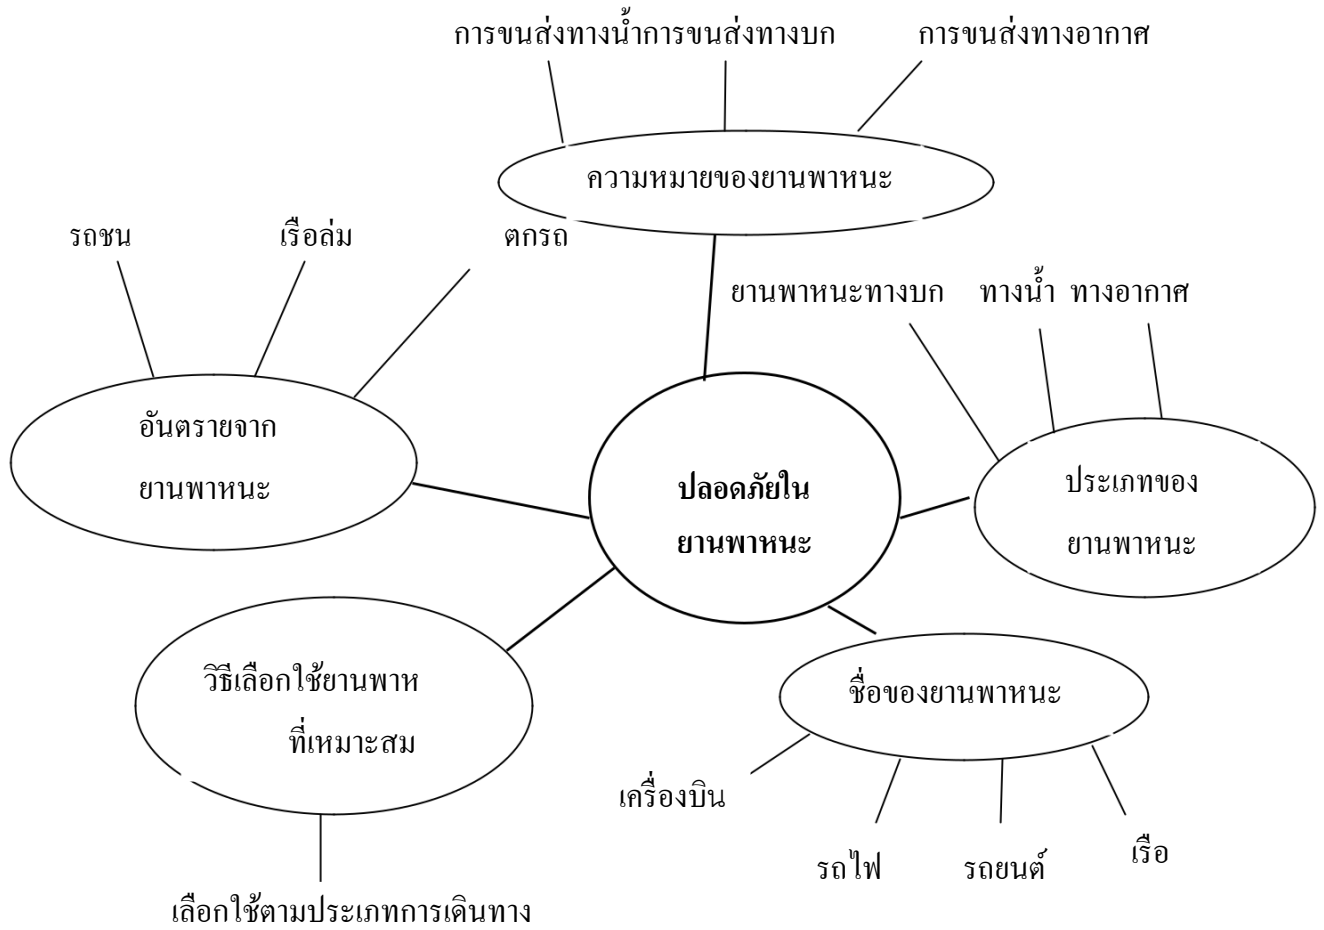 การขนส่งทางน้ำการขนส่งทางบก การขนส่งทางอากาศ
ความหมายของยานพาหนะ
รถชน เรือล่ม ตกรถ
ยานพาหนะทางบก ทางน้ำ ทางอากาศ
อันตรายจาก
ยานพาหนะ
ปลอดภัยใน
ยานพาหนะ
ประเภทของ
ยานพาหนะ
วิธีเลือกใช้ยานพาห
ที่เหมาะสม
ชื่อของยานพาหนะ
เครื่องบิน
รถไฟ รถยนต์ เรือ
เลือกใช้ตามประเภทการเดินทาง